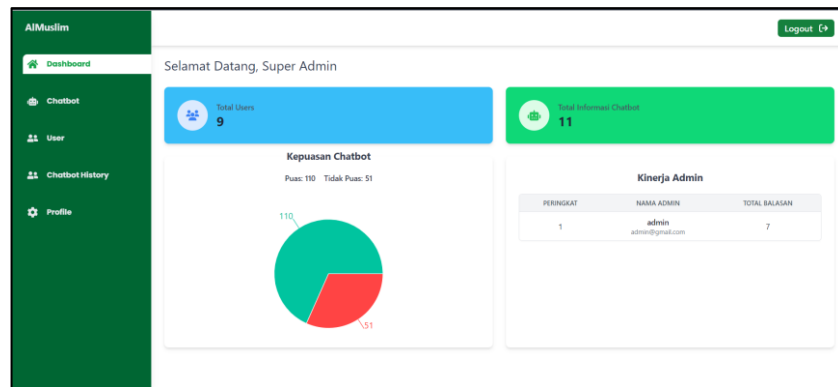 AlMuslim
Logout
Dashboard
Chatbot
User
Chatbot History
Profile
Selamat Datang, Super Admin
Total Users
9
Total Informasi Chatbot
11
Kepuasan Chatbot
Puas: 110 Tidak Puas: 51
110
51
Kinerja Admin
PERINGKAT NAMA ADMIN TOTAL BALASAN
1 admin 7
admin@gmail.com